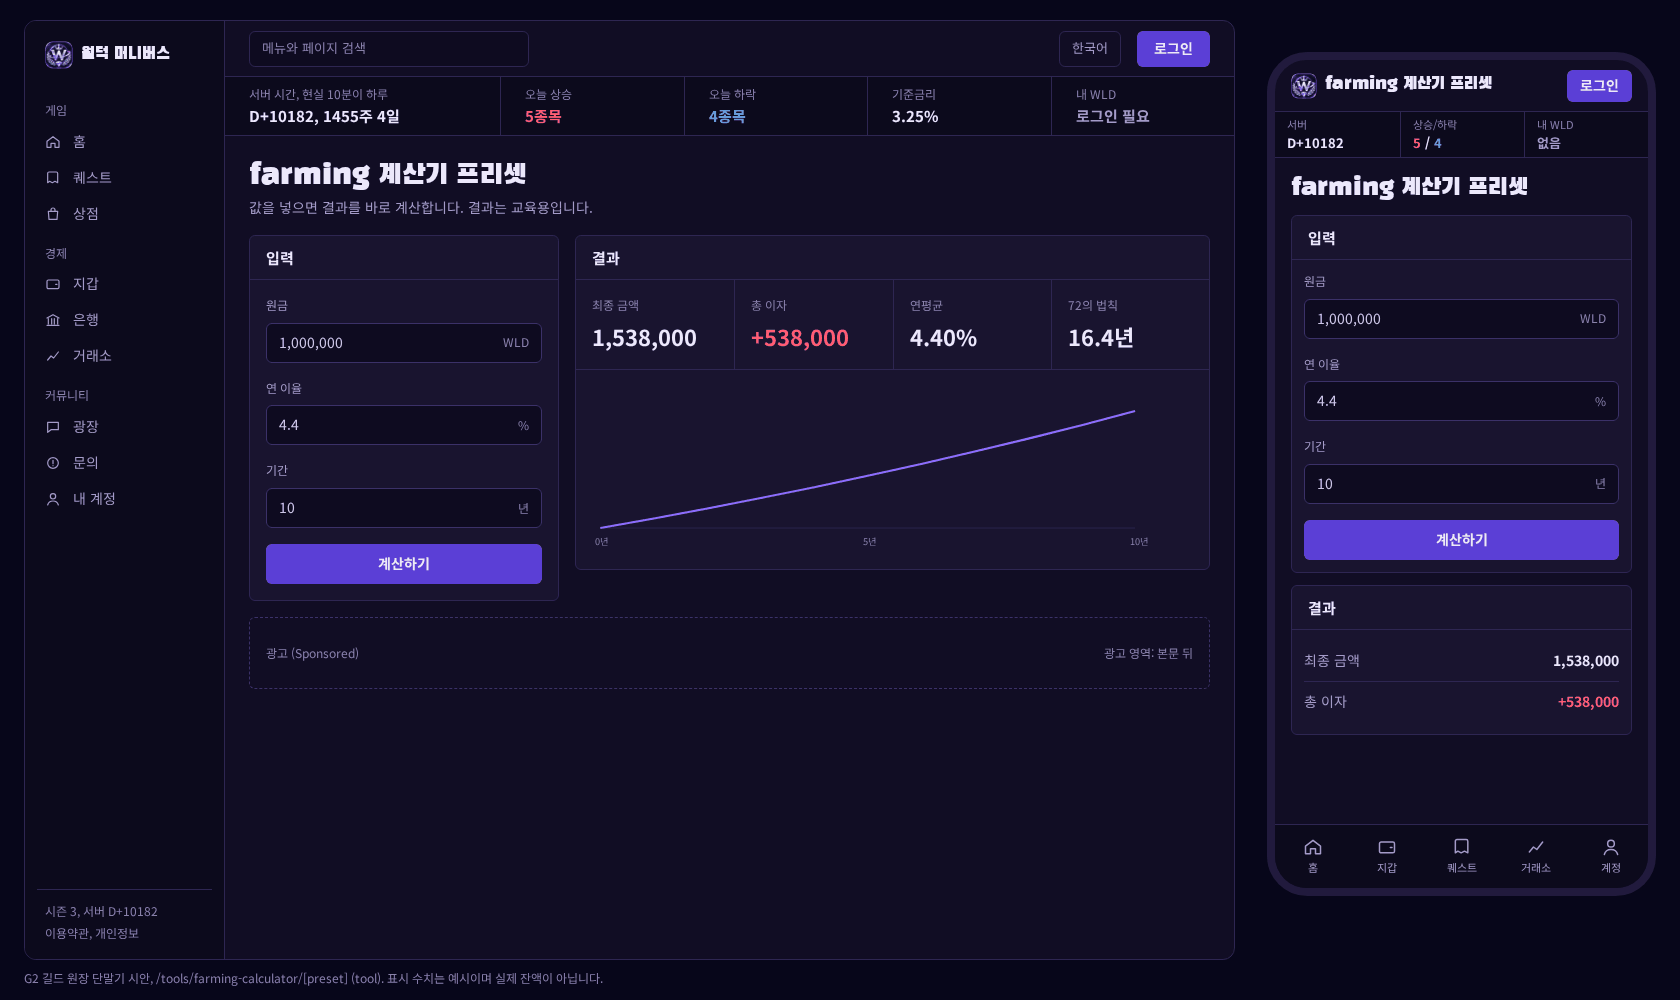 월덕 머니버스
게임
홈
퀘스트
상점
경제
지갑
은행
거래소
커뮤니티
광장
문의
내 계정
시즌 3, 서버 D+10182
이용약관, 개인정보
메뉴와 페이지 검색
한국어
로그인
서버 시간, 현실 10분이 하루
D+10182, 1455주 4일
오늘 상승
5종목
오늘 하락
4종목
기준금리
3.25%
내 WLD
로그인 필요
farming 계산기 프리셋
값을 넣으면 결과를 바로 계산합니다. 결과는 교육용입니다.
입력
원금
1,000,000 WLD
연 이율
4.4 %
기간
10 년
계산하기
결과
최종 금액
1,538,000
총 이자
+538,000
연평균
4.40%
72의 법칙
16.4년
0년 5년 10년
광고 (Sponsored) 광고 영역: 본문 뒤
W farming 계산기 프리셋 로그인
서버
D+10182
상승/하락
5 / 4
내 WLD
없음
farming 계산기 프리셋
입력
원금
1,000,000 WLD
연 이율
4.4 %
기간
10 년
계산하기
결과
최종 금액 1,538,000
총 이자 +538,000
홈 지갑 퀘스트 거래소 계정
G2 길드 원장 단말기 시안, /tools/farming-calculator/[preset] (tool). 표시 수치는 예시이며 실제 잔액이 아닙니다.